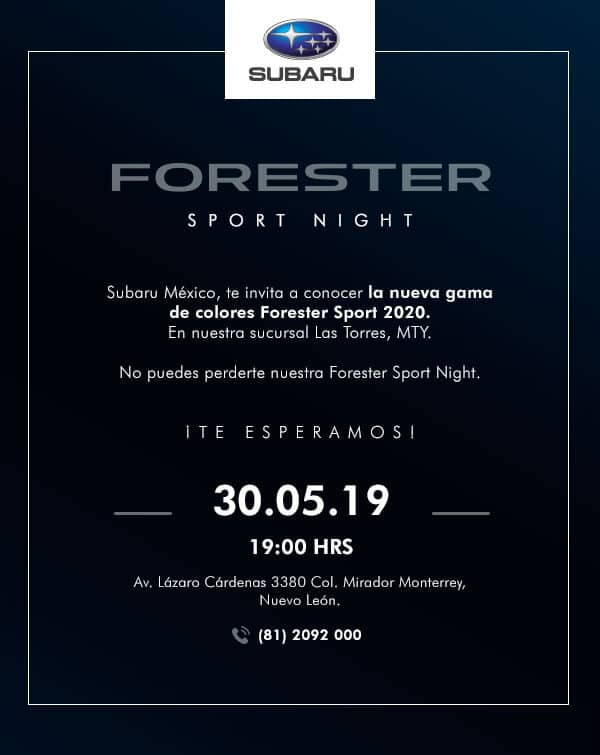 SUBARU
FORESTER
SPORT NIGHT
Subaru México, te invita a conocer la nueva gama
de colores Forester Sport 2020.
En nuestra sucursal Las Torres, MTY.
No puedes perderte nuestra Forester Sport Night.
¡TE ESPERAMOS!
30.05.19
19:00 HRS
Av. Lázaro Cárdenas 3380 Col. Mirador Monterrey,
Nuevo León.
(81) 2092 000